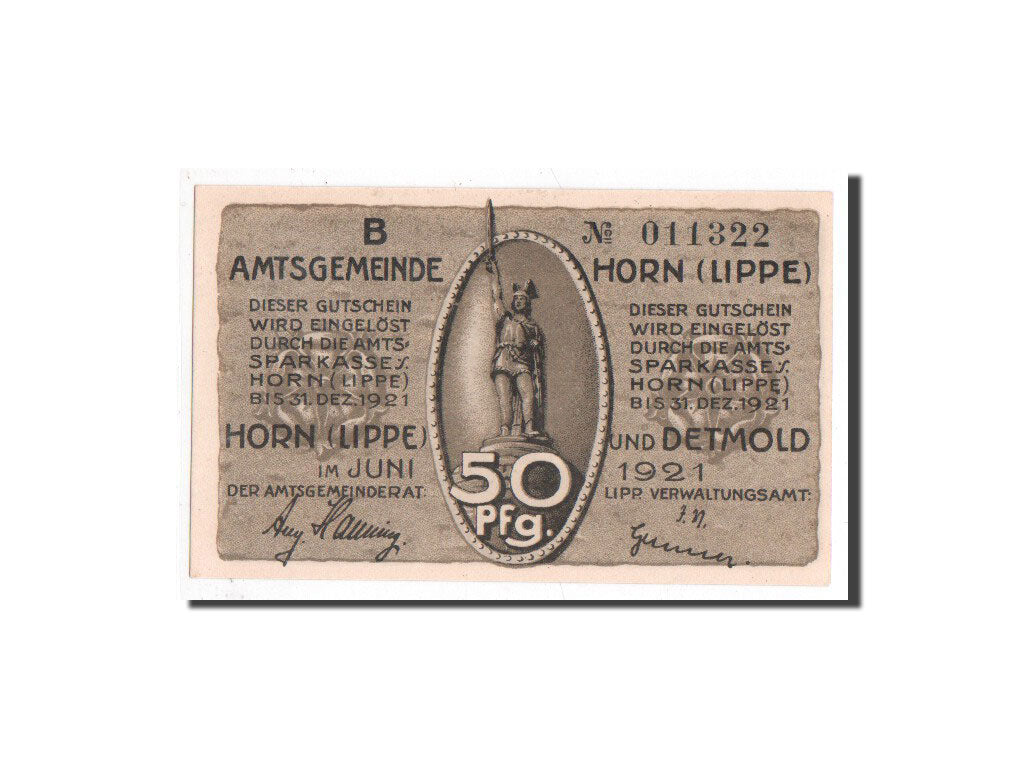 B
№ 011322
AMTSGEMEINDE HORN (LIPPE)
DIESER GUTSCHEIN
WIRD EINGELÖST
DURCH DIE AMTS-
SPARKASSE z.
HORN (LIPPE)
BIS 31. DEZ. 1921
DIESER GUTSCHEIN
WIRD EINGELÖST
DURCH DIE AMTS-
SPARKASSE z.
HORN (LIPPE)
BIS 31. DEZ. 1921
HORN (LIPPE) UND DETMOLD
IM JUNI 1921
DER AMTSGEMEINDERAT:
LIPP. VERWALTUNGSAMT:
50
Pfg.